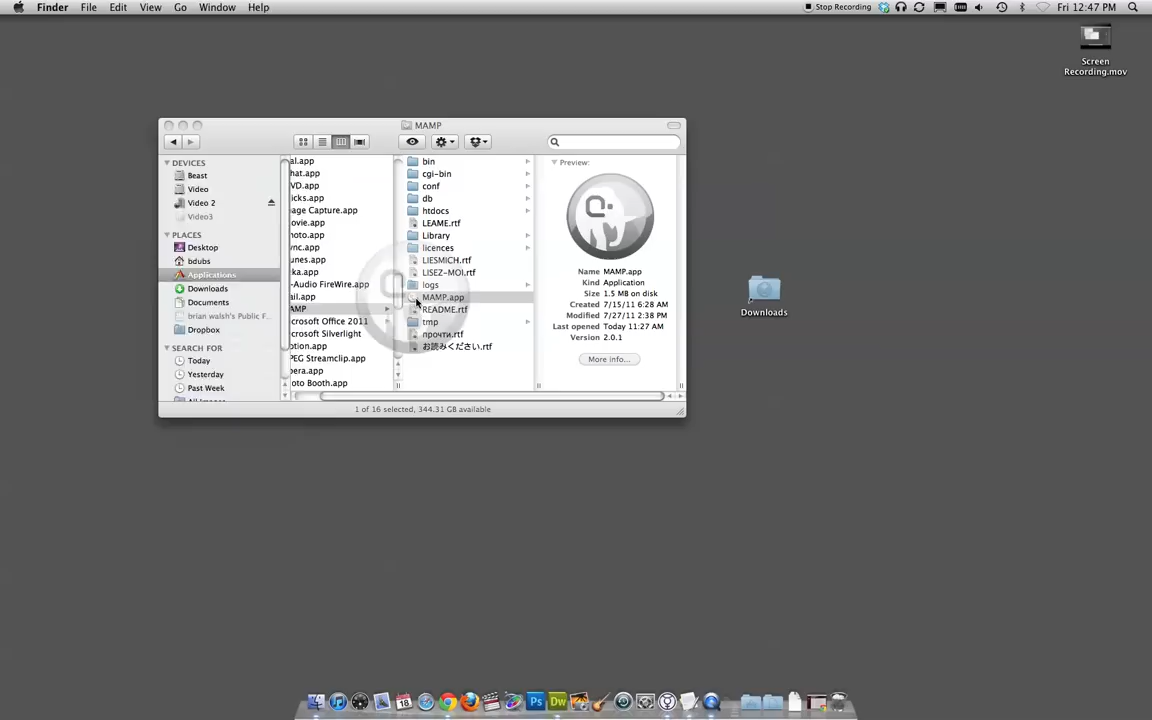 Finder File Edit View Go Window Help
Stop Recording Fri 12:47 PM
Screen
Recording.mov
MAMP
DEVICES
Beast
Video
Video 2
Video3
PLACES
Desktop
bdubs
Applications
Downloads
Documents
brian walsh's Public F...
Dropbox
SEARCH FOR
Today
Yesterday
Past Week
All Images
al.app
hat.app
VD.app
icks.app
age Capture.app
ovie.app
hoto.app
ync.app
unes.app
ka.app
-Audio FireWire.app
ail.app
AMP
crosoft Office 2011
crosoft Silverlight
otion.app
PEG Streamclip.app
era.app
oto Booth.app
bin
cgi-bin
conf
db
htdocs
LEAME.rtf
Library
licences
LIESMICH.rtf
LISEZ-MOI.rtf
logs
MAMP.app
README.rtf
tmp
прочти.rtf
お読みください.rtf
Preview:
Name MAMP.app
Kind Application
Size 1.5 MB on disk
Created 7/15/11 6:28 AM
Modified 7/27/11 2:38 PM
Last opened Today 11:27 AM
Version 2.0.1
More info...
1 of 16 selected, 344.31 GB available
Downloads
18
Ps
Dw